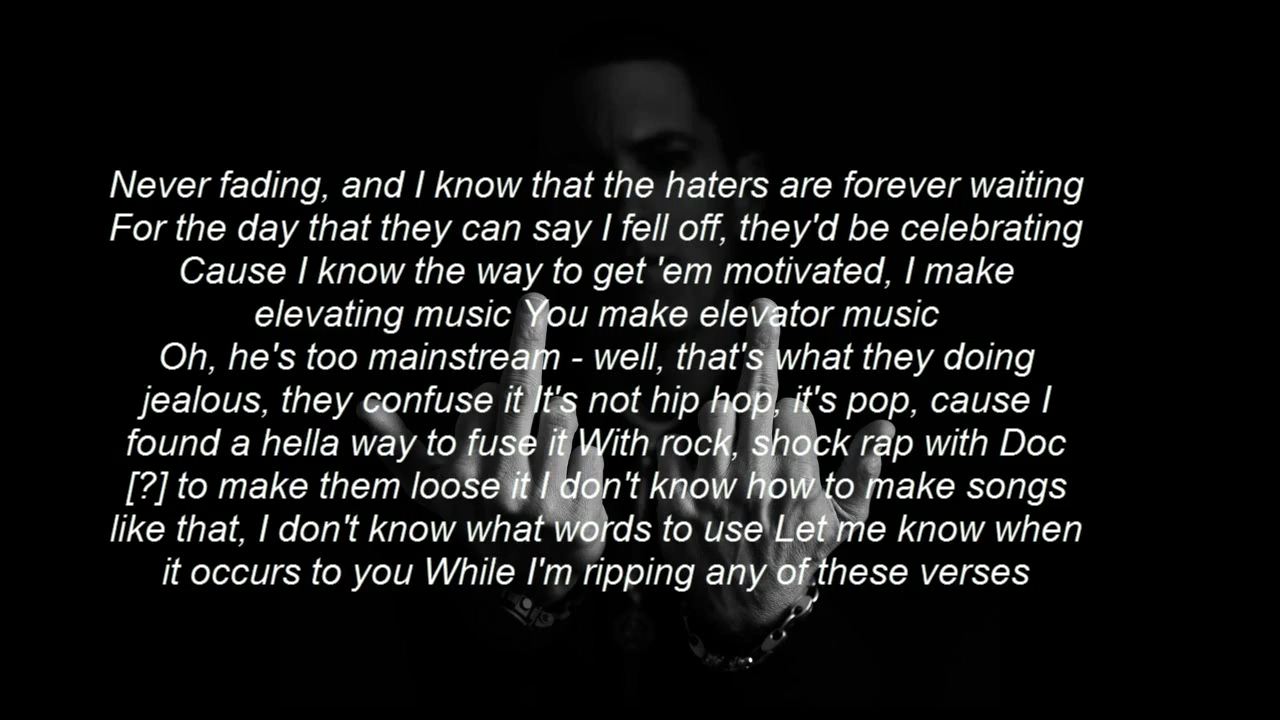 Never fading, and I know that the haters are forever waiting
For the day that they can say I fell off, they'd be celebrating
Cause I know the way to get 'em motivated, I make
elevating music You make elevator music
Oh, he's too mainstream - well, that's what they doing
jealous, they confuse it It's not hip hop, it's pop, cause I
found a hella way to fuse it With rock, shock rap with Doc
[?] to make them loose it I don't know how to make songs
like that, I don't know what words to use Let me know when
it occurs to you While I'm ripping any of these verses